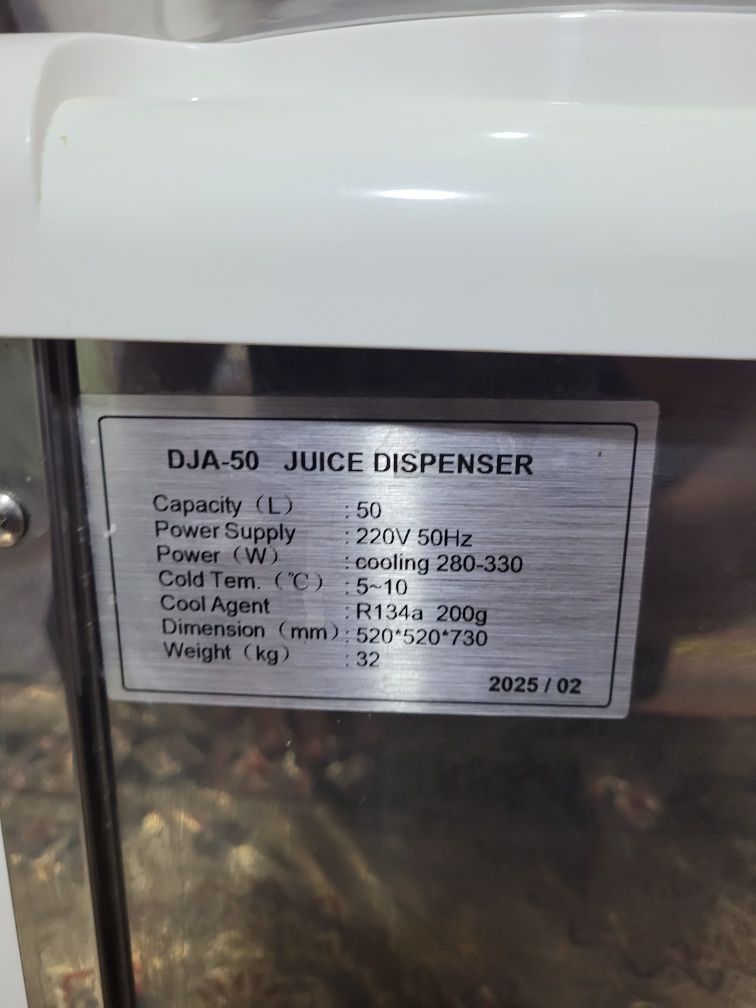 DJA-50 JUICE DISPENSER
Capacity（L） : 50
Power Supply : 220V 50Hz
Power（W） : cooling 280-330
Cold Tem.（℃） : 5~10
Cool Agent : R134a 200g
Dimension（mm）: 520*520*730
Weight（kg） : 32
2025 / 02